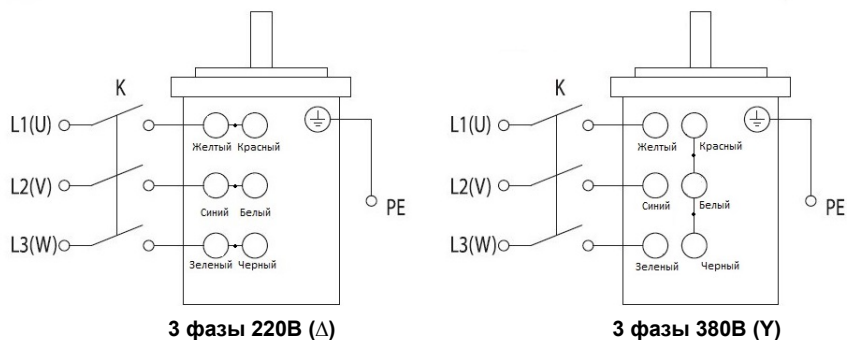 K
L1(U)
Желтый Красный
L2(V)
Синий Белый
PE
L3(W)
Зеленый Черный
3 фазы 220В (Δ)
K
L1(U)
Желтый Красный
L2(V)
Синий Белый
PE
L3(W)
Зеленый Черный
3 фазы 380В (Y)